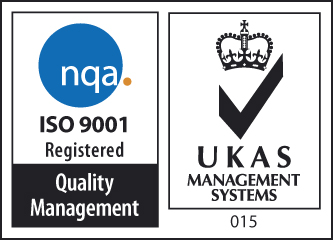 nqa.
ISO 9001
Registered
Quality
Management
UKAS
MANAGEMENT
SYSTEMS
015